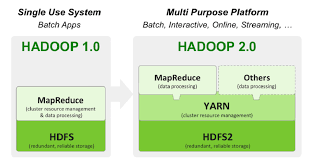 Single Use System
Batch Apps
HADOOP 1.0
MapReduce
(cluster resource management
& data processing)
HDFS
(redundant, reliable storage)
Multi Purpose Platform
Batch, Interactive, Online, Streaming, …
HADOOP 2.0
MapReduce
(data processing)
Others
(data processing)
YARN
(cluster resource management)
HDFS2
(redundant, reliable storage)